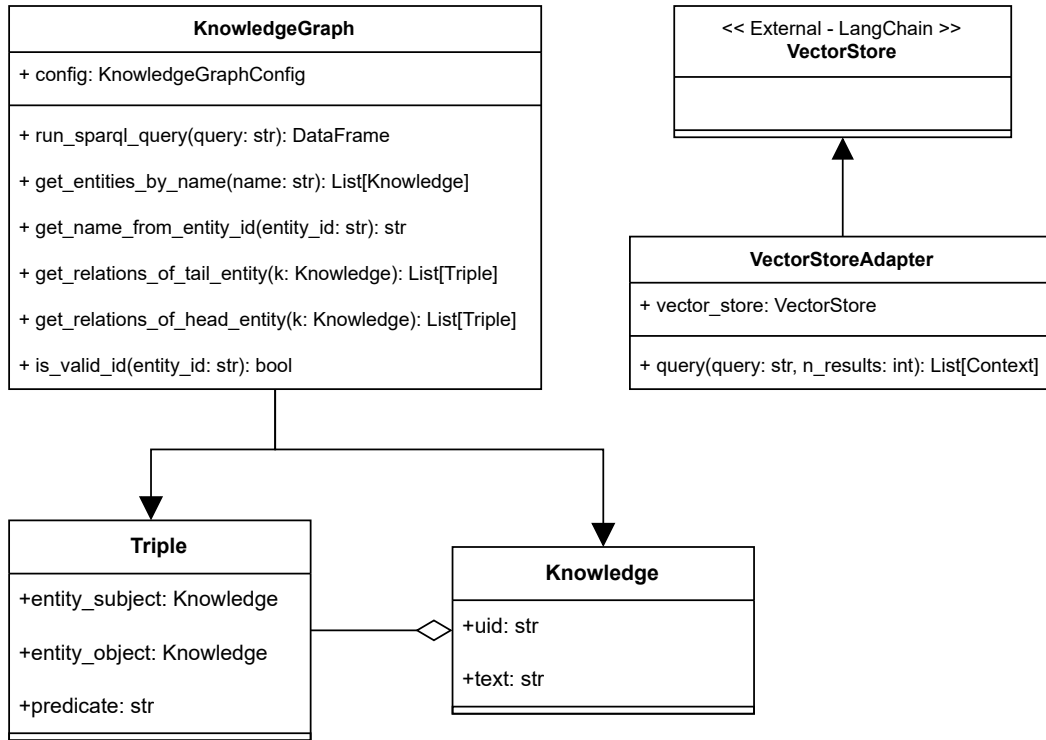 KnowledgeGraph
+ config: KnowledgeGraphConfig
+ run_sparql_query(query: str): DataFrame
+ get_entities_by_name(name: str): List[Knowledge]
+ get_name_from_entity_id(entity_id: str): str
+ get_relations_of_tail_entity(k: Knowledge): List[Triple]
+ get_relations_of_head_entity(k: Knowledge): List[Triple]
+ is_valid_id(entity_id: str): bool
<< External - LangChain >>
VectorStore
VectorStoreAdapter
+ vector_store: VectorStore
+ query(query: str, n_results: int): List[Context]
Triple
+entity_subject: Knowledge
+entity_object: Knowledge
+predicate: str
Knowledge
+uid: str
+text: str